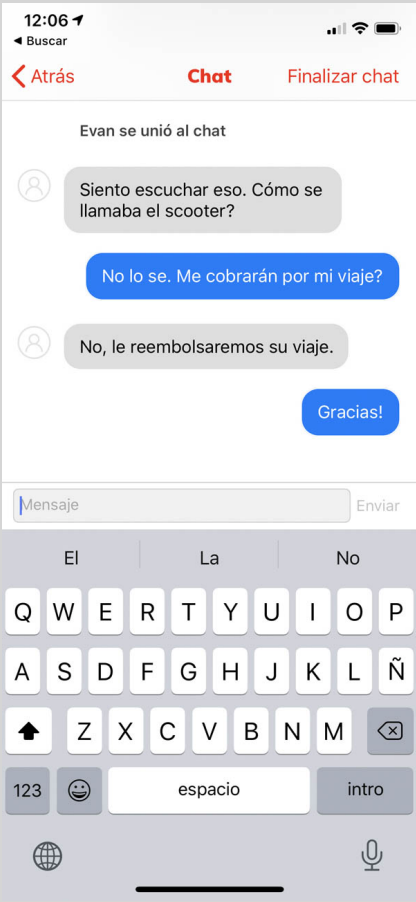 12:06
Buscar
Atrás
Chat
Finalizar chat
Evan se unió al chat
Siento escuchar eso. Cómo se
llamaba el scooter?
No lo se. Me cobrarán por mi viaje?
No, le reembolsaremos su viaje.
Gracias!
Mensaje
Enviar
El La No
Q W E R T Y U I O P
A S D F G H J K L Ñ
Z X C V B N M
123 espacio intro